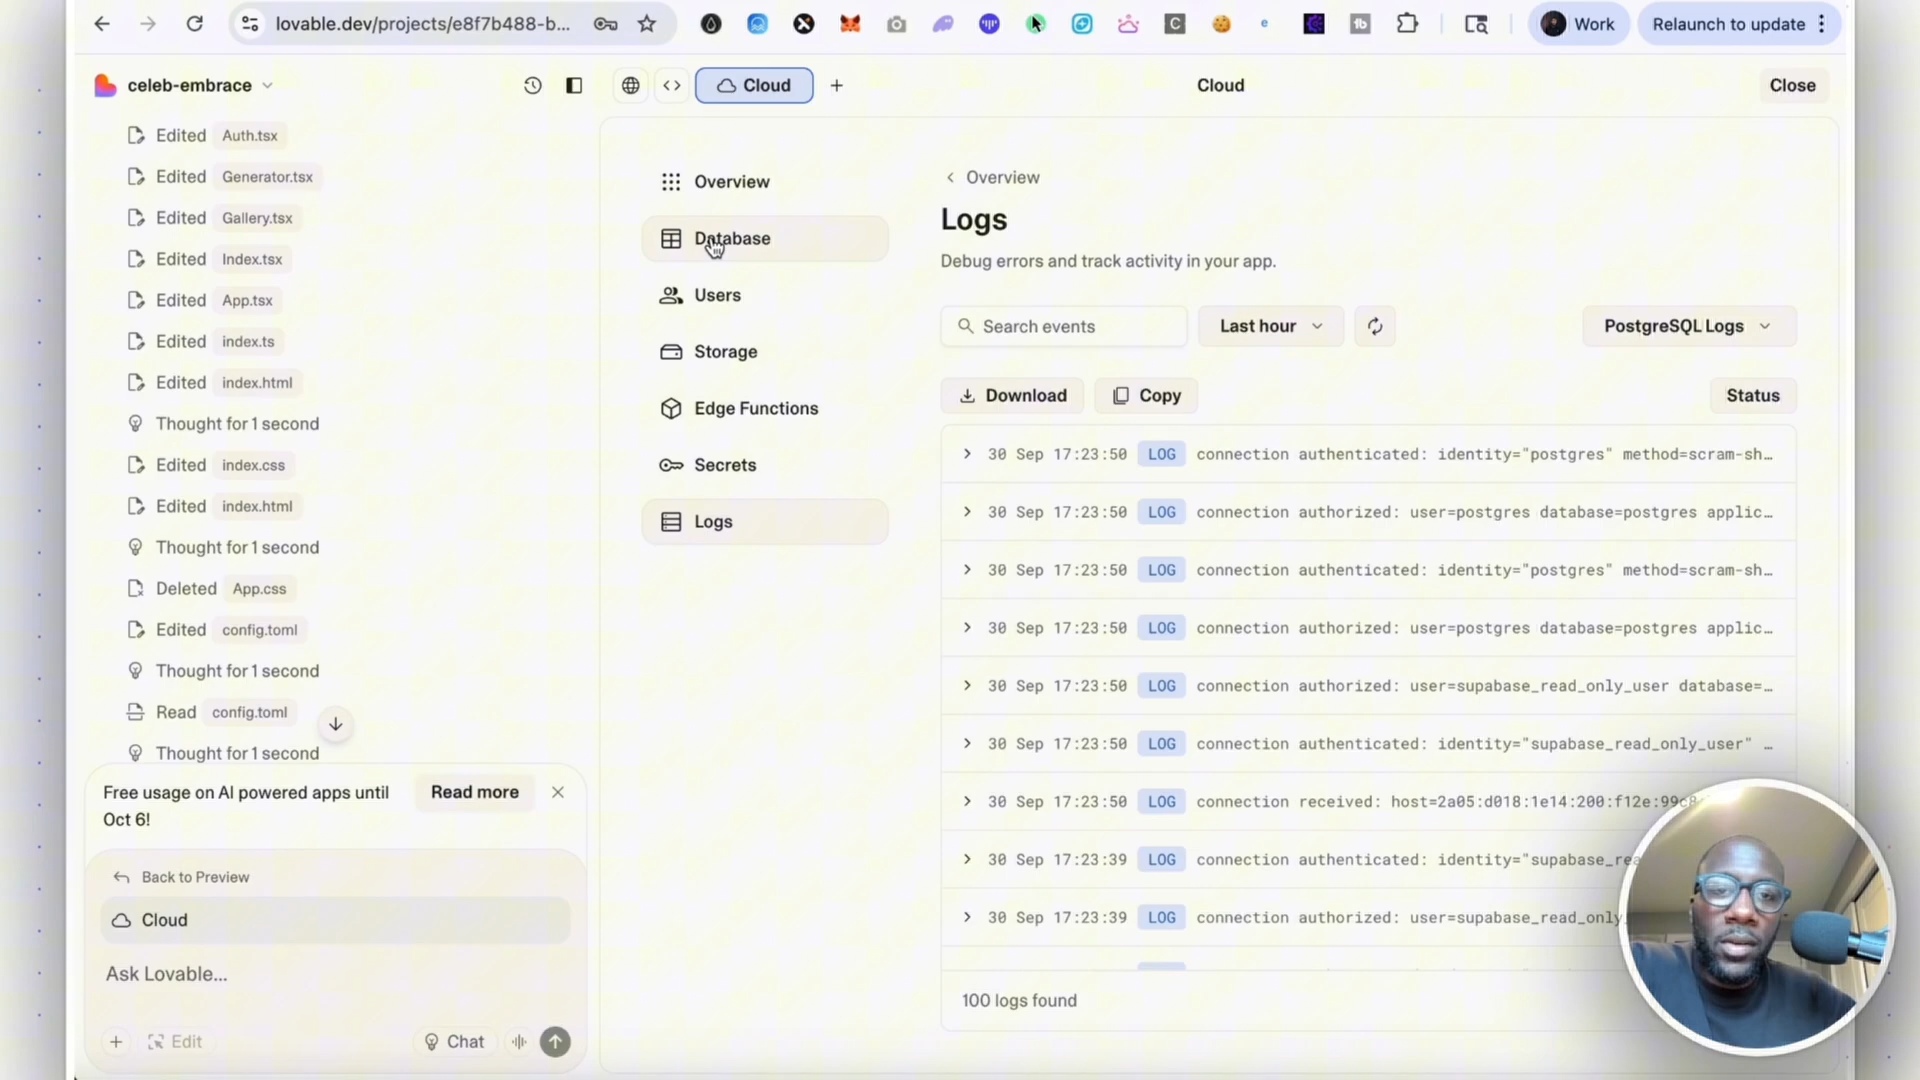 lovable.dev/projects/e8f7b488-b...
Work
Relaunch to update
celeb-embrace
Cloud
Cloud
Close
Edited Auth.tsx
Edited Generator.tsx
Edited Gallery.tsx
Edited Index.tsx
Edited App.tsx
Edited index.ts
Edited index.html
Thought for 1 second
Edited index.css
Edited index.html
Thought for 1 second
Deleted App.css
Edited config.toml
Thought for 1 second
Read config.toml
Thought for 1 second
Free usage on AI powered apps until
Oct 6!
Read more
Back to Preview
Cloud
Ask Lovable...
Edit
Chat
Overview
Database
Users
Storage
Edge Functions
Secrets
Logs
Overview
Logs
Debug errors and track activity in your app.
Search events
Last hour
PostgreSQL Logs
Download
Copy
Status
30 Sep 17:23:50 LOG connection authenticated: identity="postgres" method=scram-sh…
30 Sep 17:23:50 LOG connection authorized: user=postgres database=postgres applic…
30 Sep 17:23:50 LOG connection authenticated: identity="postgres" method=scram-sh…
30 Sep 17:23:50 LOG connection authorized: user=postgres database=postgres applic…
30 Sep 17:23:50 LOG connection authorized: user=supabase_read_only_user database=…
30 Sep 17:23:50 LOG connection authenticated: identity="supabase_read_only_user" …
30 Sep 17:23:50 LOG connection received: host=2a05:d018:1e14:200:f12e:99c8
30 Sep 17:23:39 LOG connection authenticated: identity="supabase_rea
30 Sep 17:23:39 LOG connection authorized: user=supabase_read_only
100 logs found